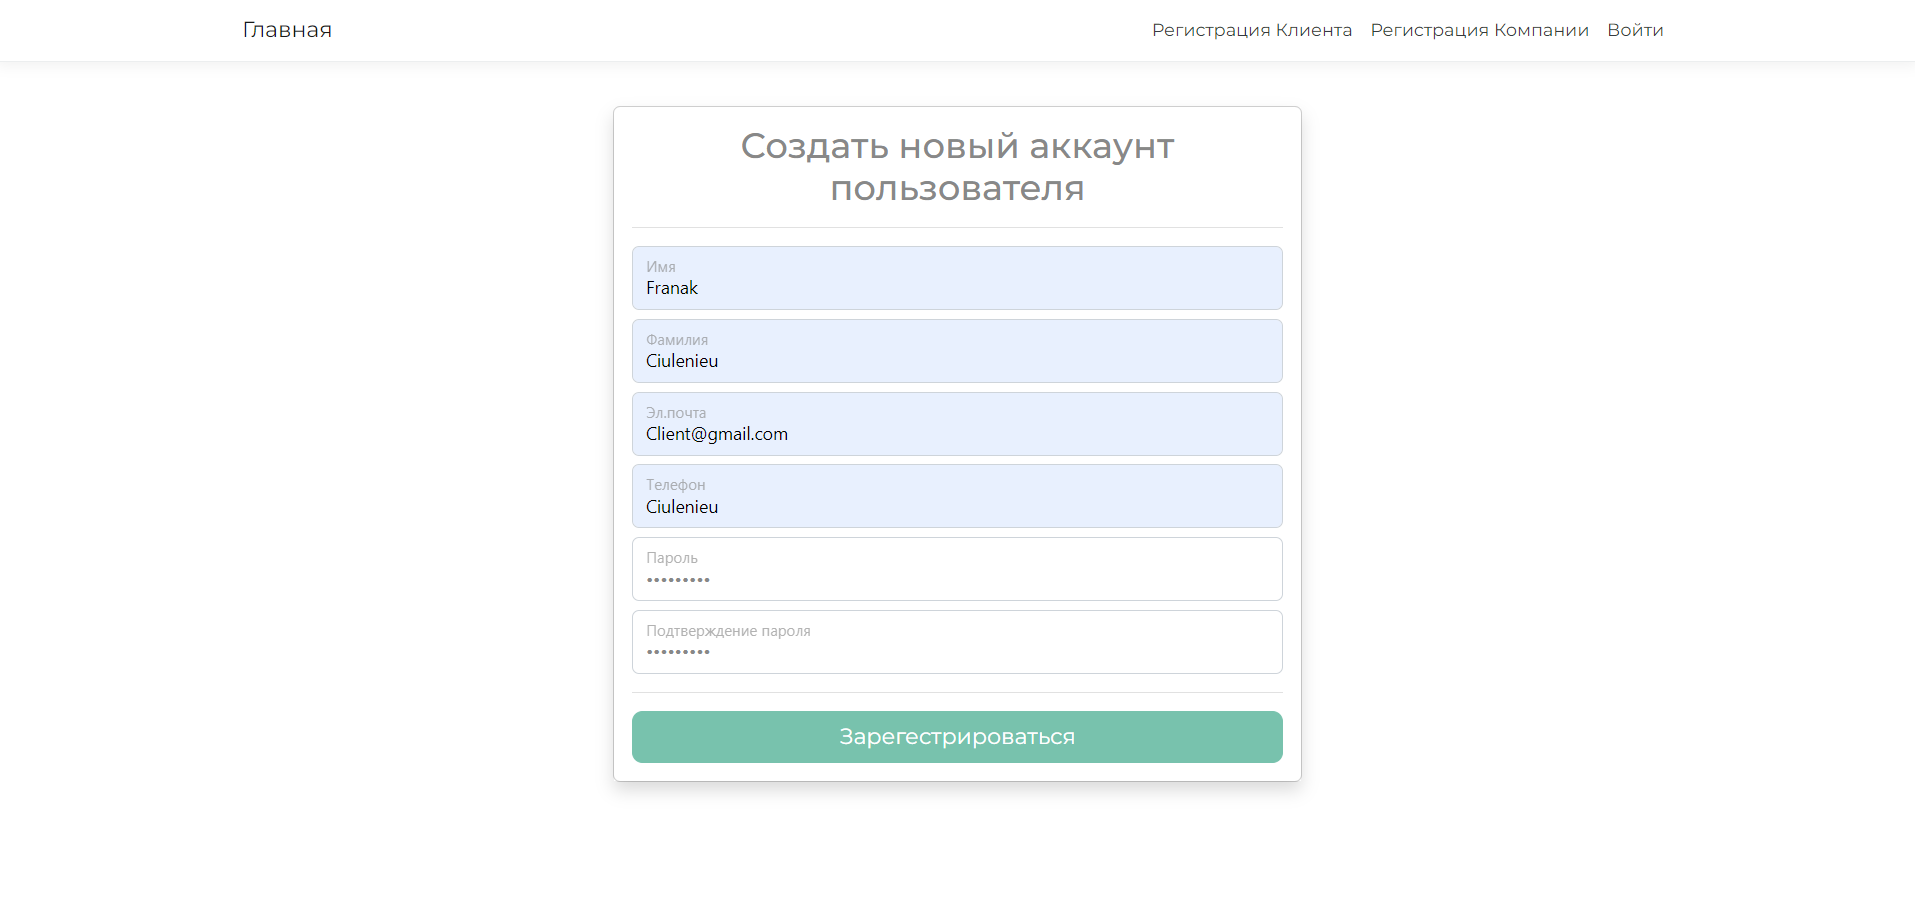 Главная
Регистрация Клиента
Регистрация Компании
Войти
Создать новый аккаунт
пользователя
Имя
Franak
Фамилия
Ciulenieu
Эл.почта
Client@gmail.com
Телефон
Ciulenieu
Пароль
•••••••••
Подтверждение пароля
•••••••••
Зарегестрироваться